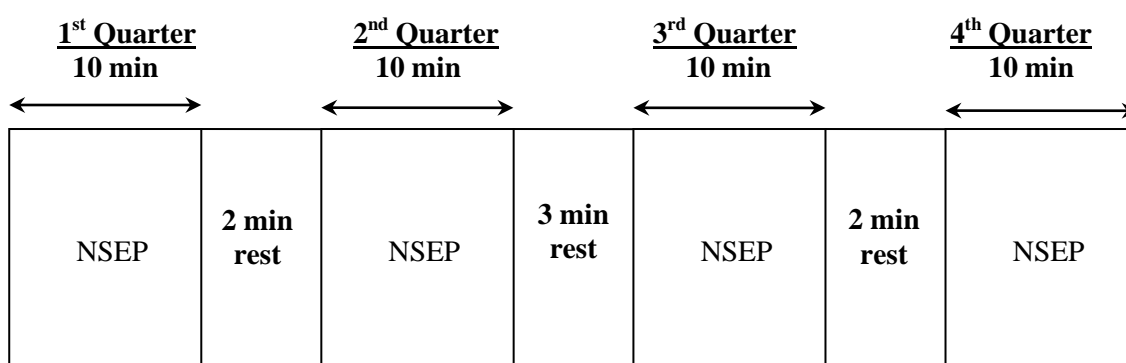 1st Quarter 2nd Quarter 3rd Quarter 4th Quarter
10 min 10 min 10 min 10 min
2 min 3 min 2 min
NSEP rest NSEP rest NSEP rest NSEP